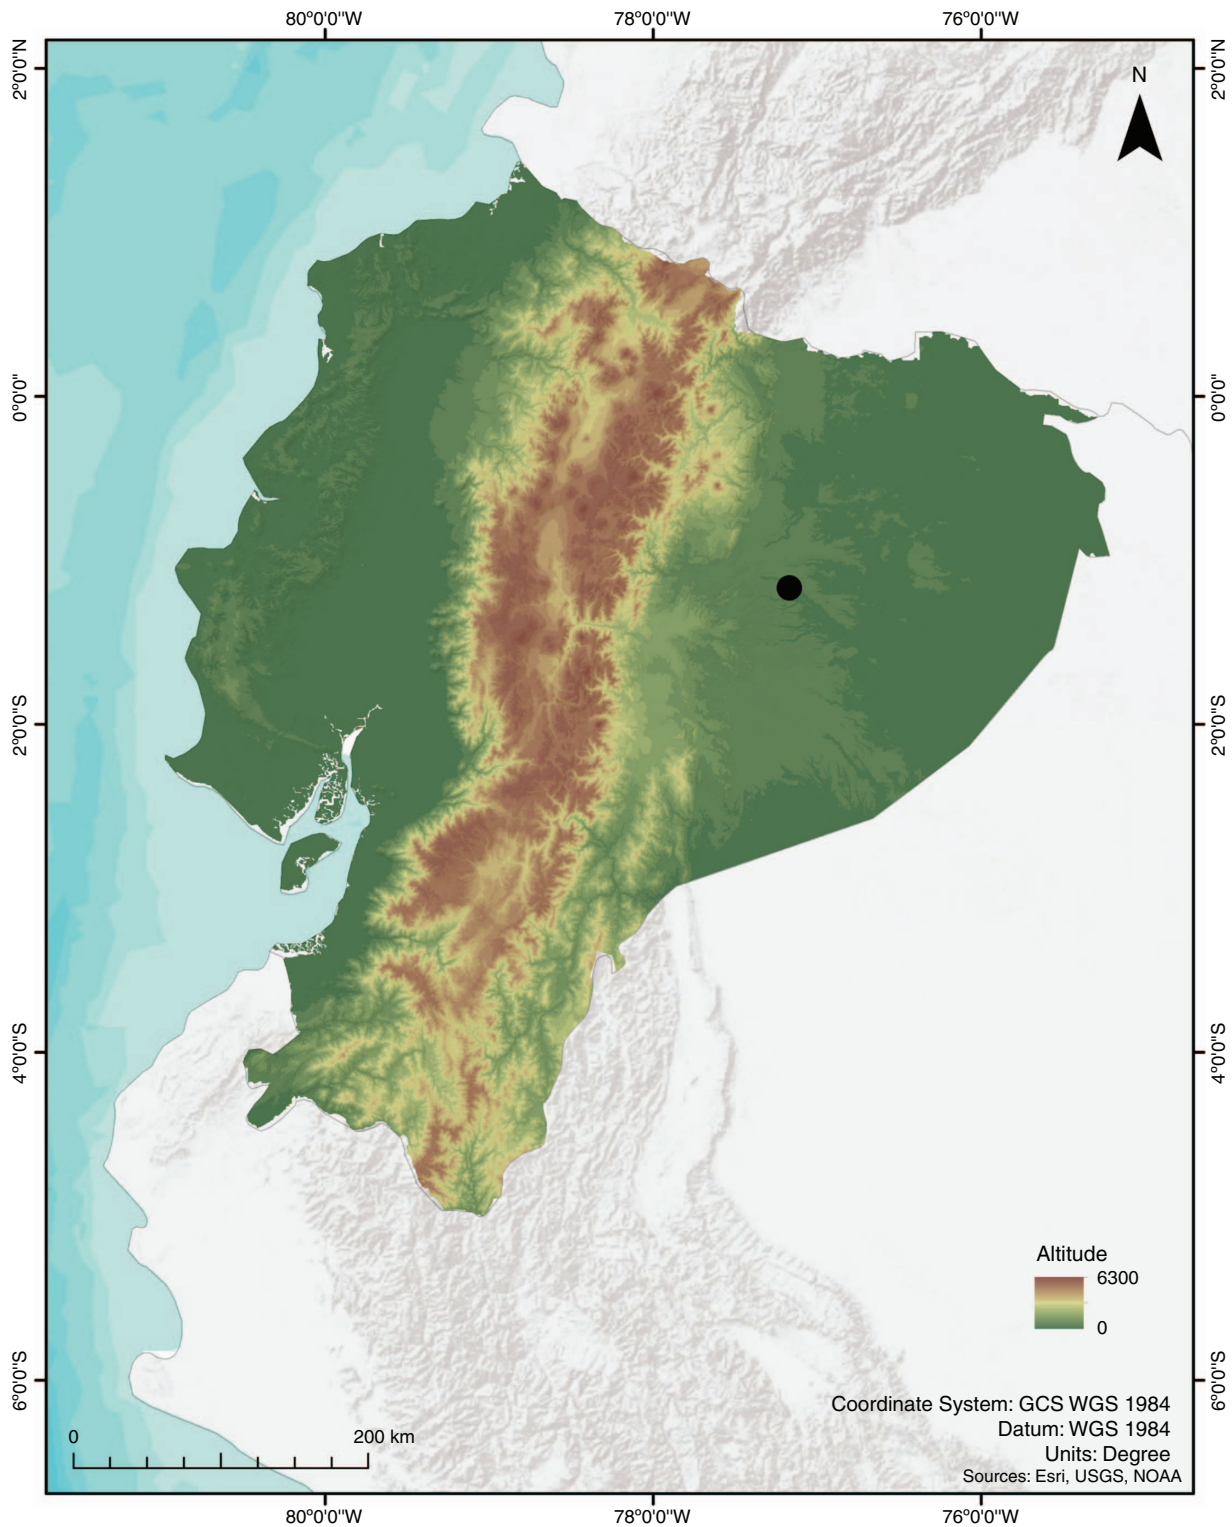 80°0'0"W 78°0'0"W 76°0'0"W
2°0'0"N 2°0'0"N
N
0°0'0" 0°0'0"
2°0'0"S 2°0'0"S
4°0'0"S 4°0'0"S
Altitude
6300
0
6°0'0"S 6°0'0"S
Coordinate System: GCS WGS 1984
Datum: WGS 1984
Units: Degree
Sources: Esri, USGS, NOAA
0 200 km
80°0'0"W 78°0'0"W 76°0'0"W